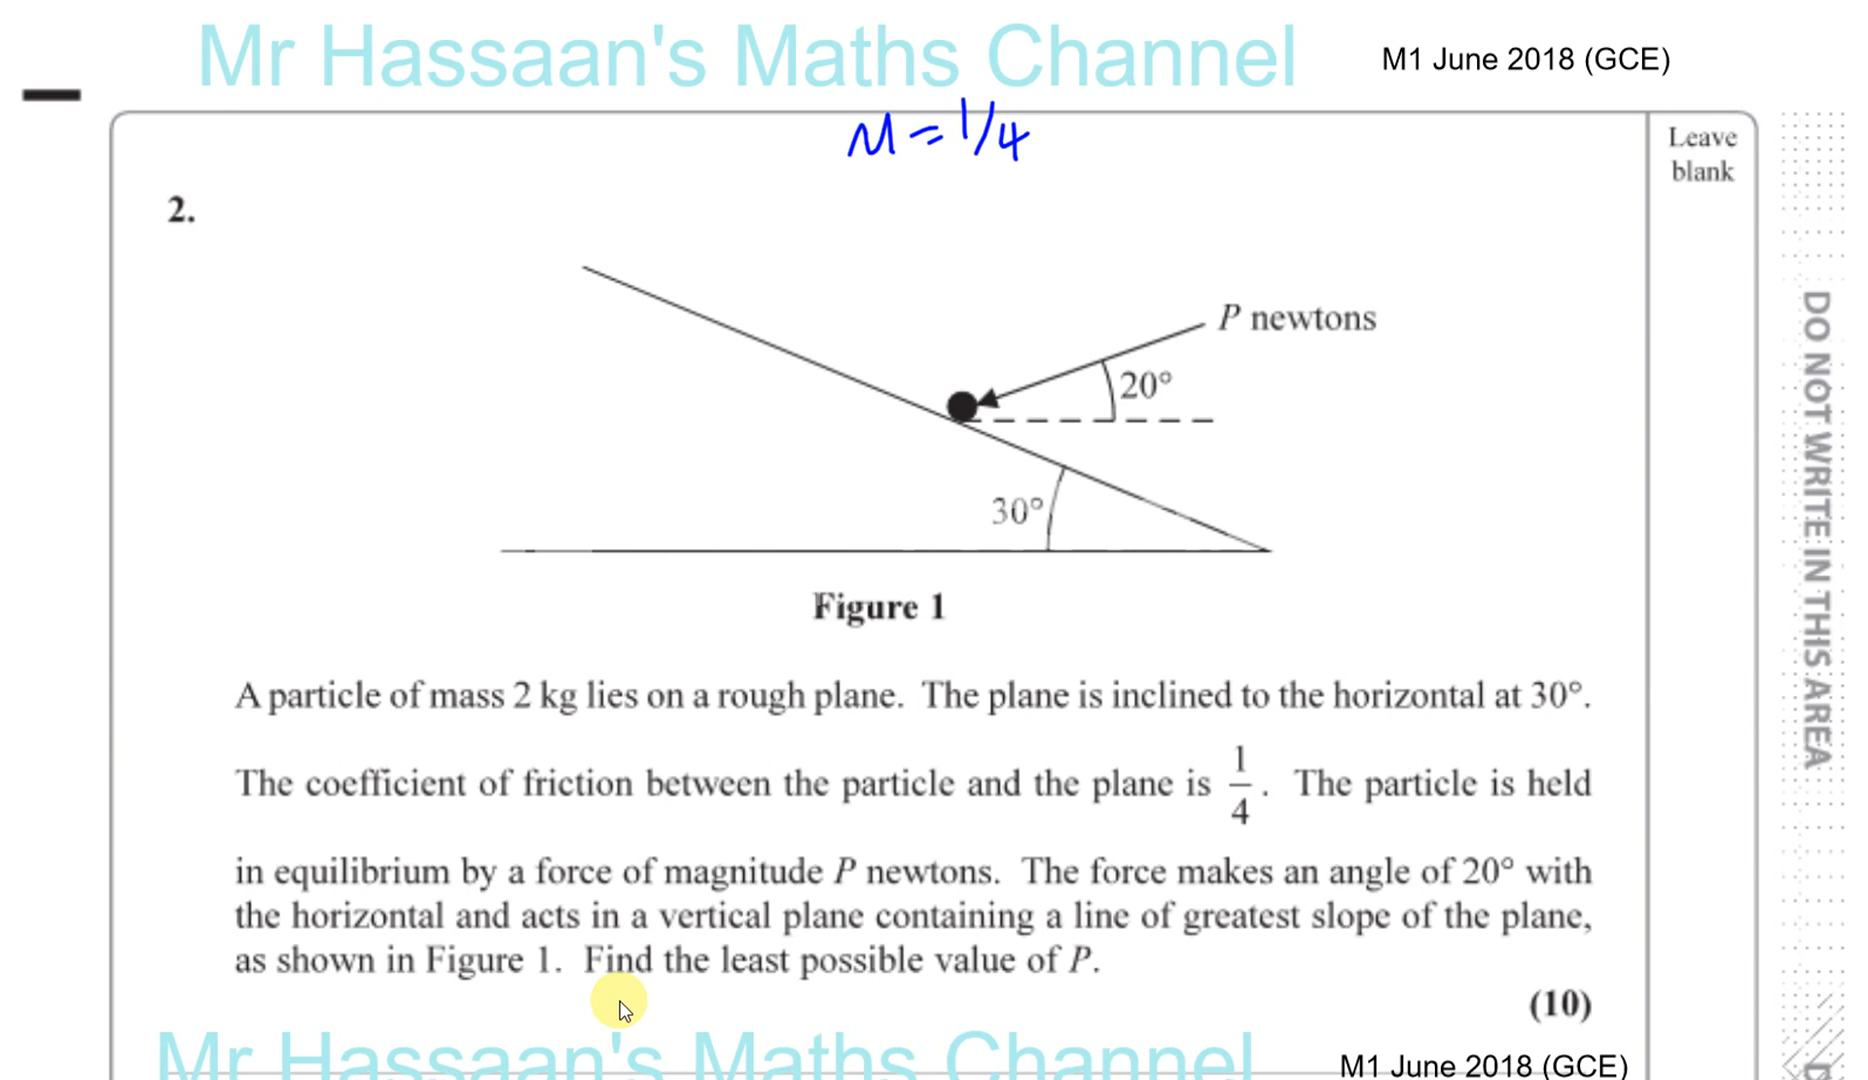 Mr Hassaan's Maths Channel
M1 June 2018 (GCE)
M = 1/4
Leave
blank
2.
P newtons
20°
30°
Figure 1
A particle of mass 2 kg lies on a rough plane. The plane is inclined to the horizontal at 30°.
The coefficient of friction between the particle and the plane is 1/4. The particle is held
in equilibrium by a force of magnitude P newtons. The force makes an angle of 20° with
the horizontal and acts in a vertical plane containing a line of greatest slope of the plane,
as shown in Figure 1. Find the least possible value of P.
(10)
DO NOT WRITE IN THIS AREA
Mr Hassaan's Maths Channel
M1 June 2018 (GCE)